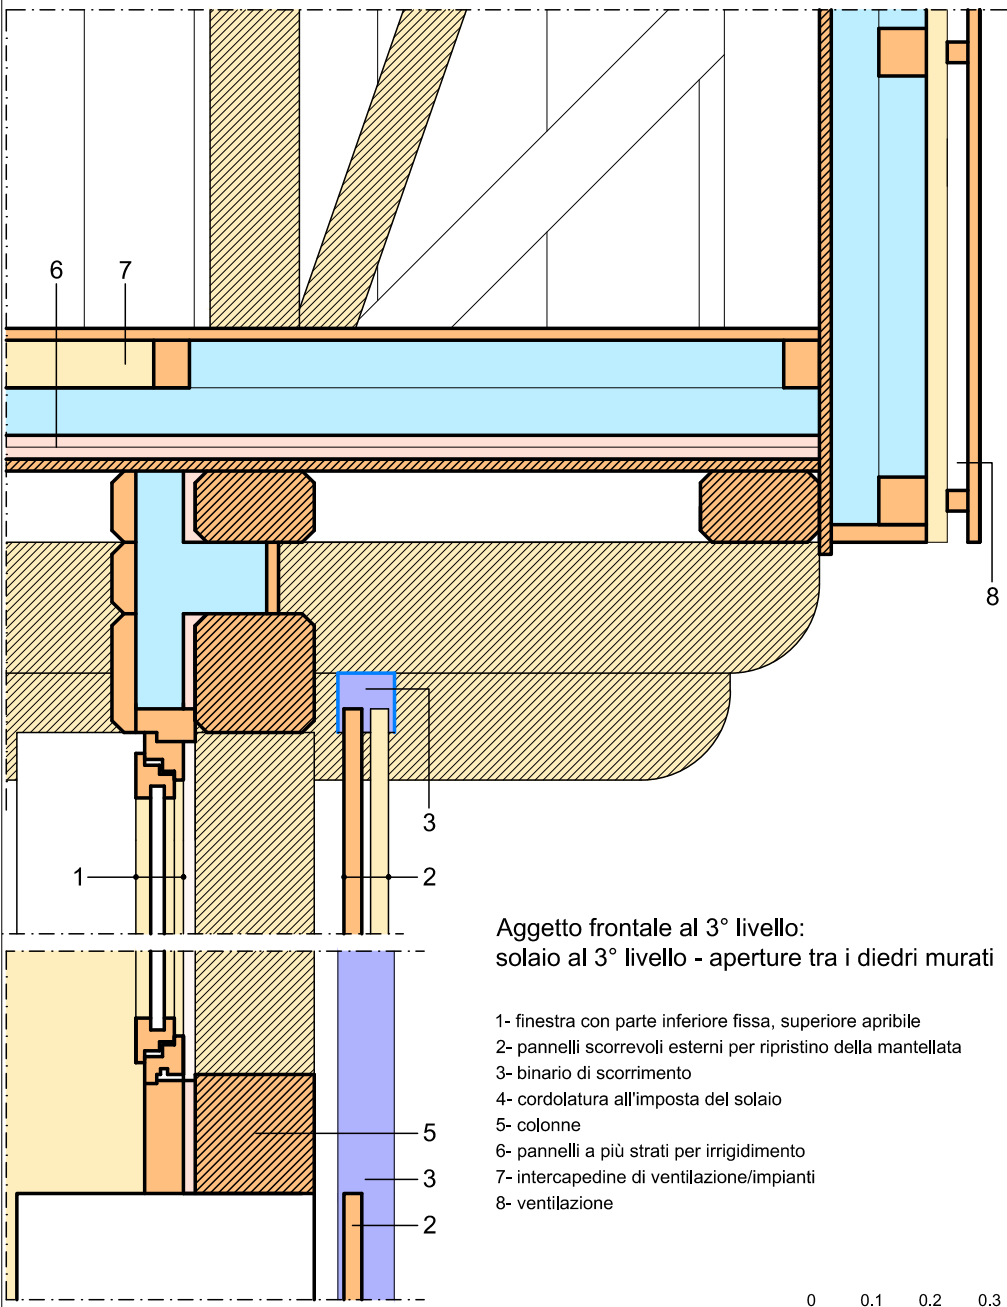 6
7
8
3
1
2
Aggetto frontale al 3° livello:
solaio al 3° livello - aperture tra i diedri murati
1- finestra con parte inferiore fissa, superiore apribile
2- pannelli scorrevoli esterni per ripristino della mantellata
3- binario di scorrimento
4- cordolatura all'imposta del solaio
5- colonne
6- pannelli a più strati per irrigidimento
7- intercapedine di ventilazione/impianti
8- ventilazione
5
3
2
0 0.1 0.2 0.3